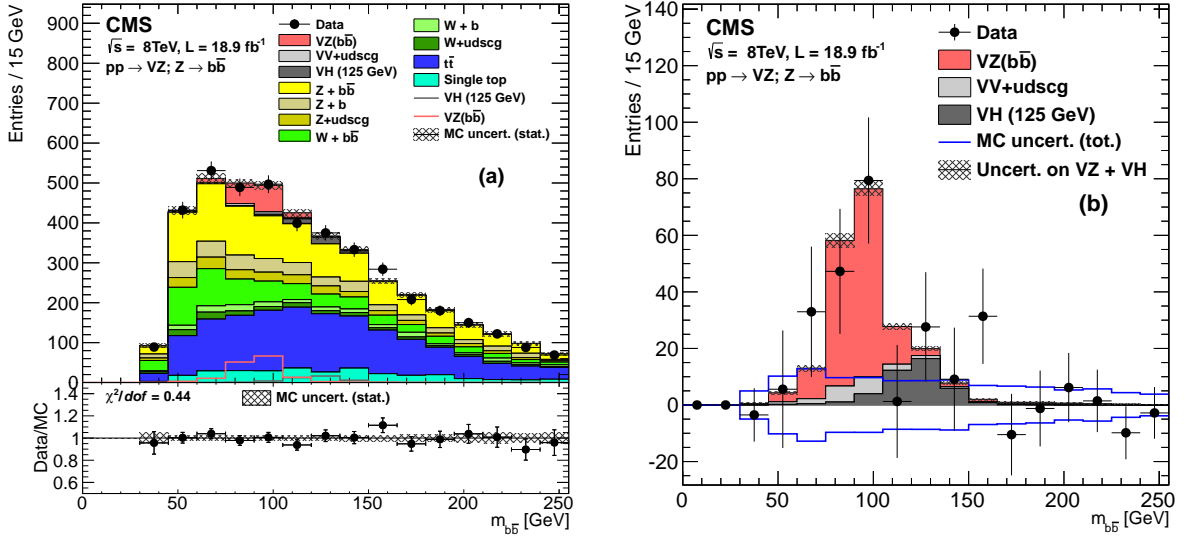 CMS
√s = 8TeV, L = 18.9 fb⁻¹
pp → VZ; Z → bb̅
Data
VZ(bb̅)
VV+udscg
VH (125 GeV)
Z + bb̅
Z + b
Z+udscg
W + bb̅
W + b
W+udscg
tt̅
Single top
VH (125 GeV)
VZ(bb̅)
MC uncert. (stat.)
(a)
Entries / 15 GeV
900
800
700
600
500
400
300
200
100
0
χ²/dof = 0.44
MC uncert. (stat.)
Data/MC
1.4
1.2
1.0
0.8
0.6
0 50 100 150 200 250
m_bb̅ [GeV]
CMS
√s = 8TeV, L = 18.9 fb⁻¹
pp → VZ; Z → bb̅
Data
VZ(bb̅)
VV+udscg
VH (125 GeV)
MC uncert. (tot.)
Uncert. on VZ + VH
(b)
Entries / 15 GeV
140
120
100
80
60
40
20
0
-20
0 50 100 150 200 250
m_bb̅ [GeV]